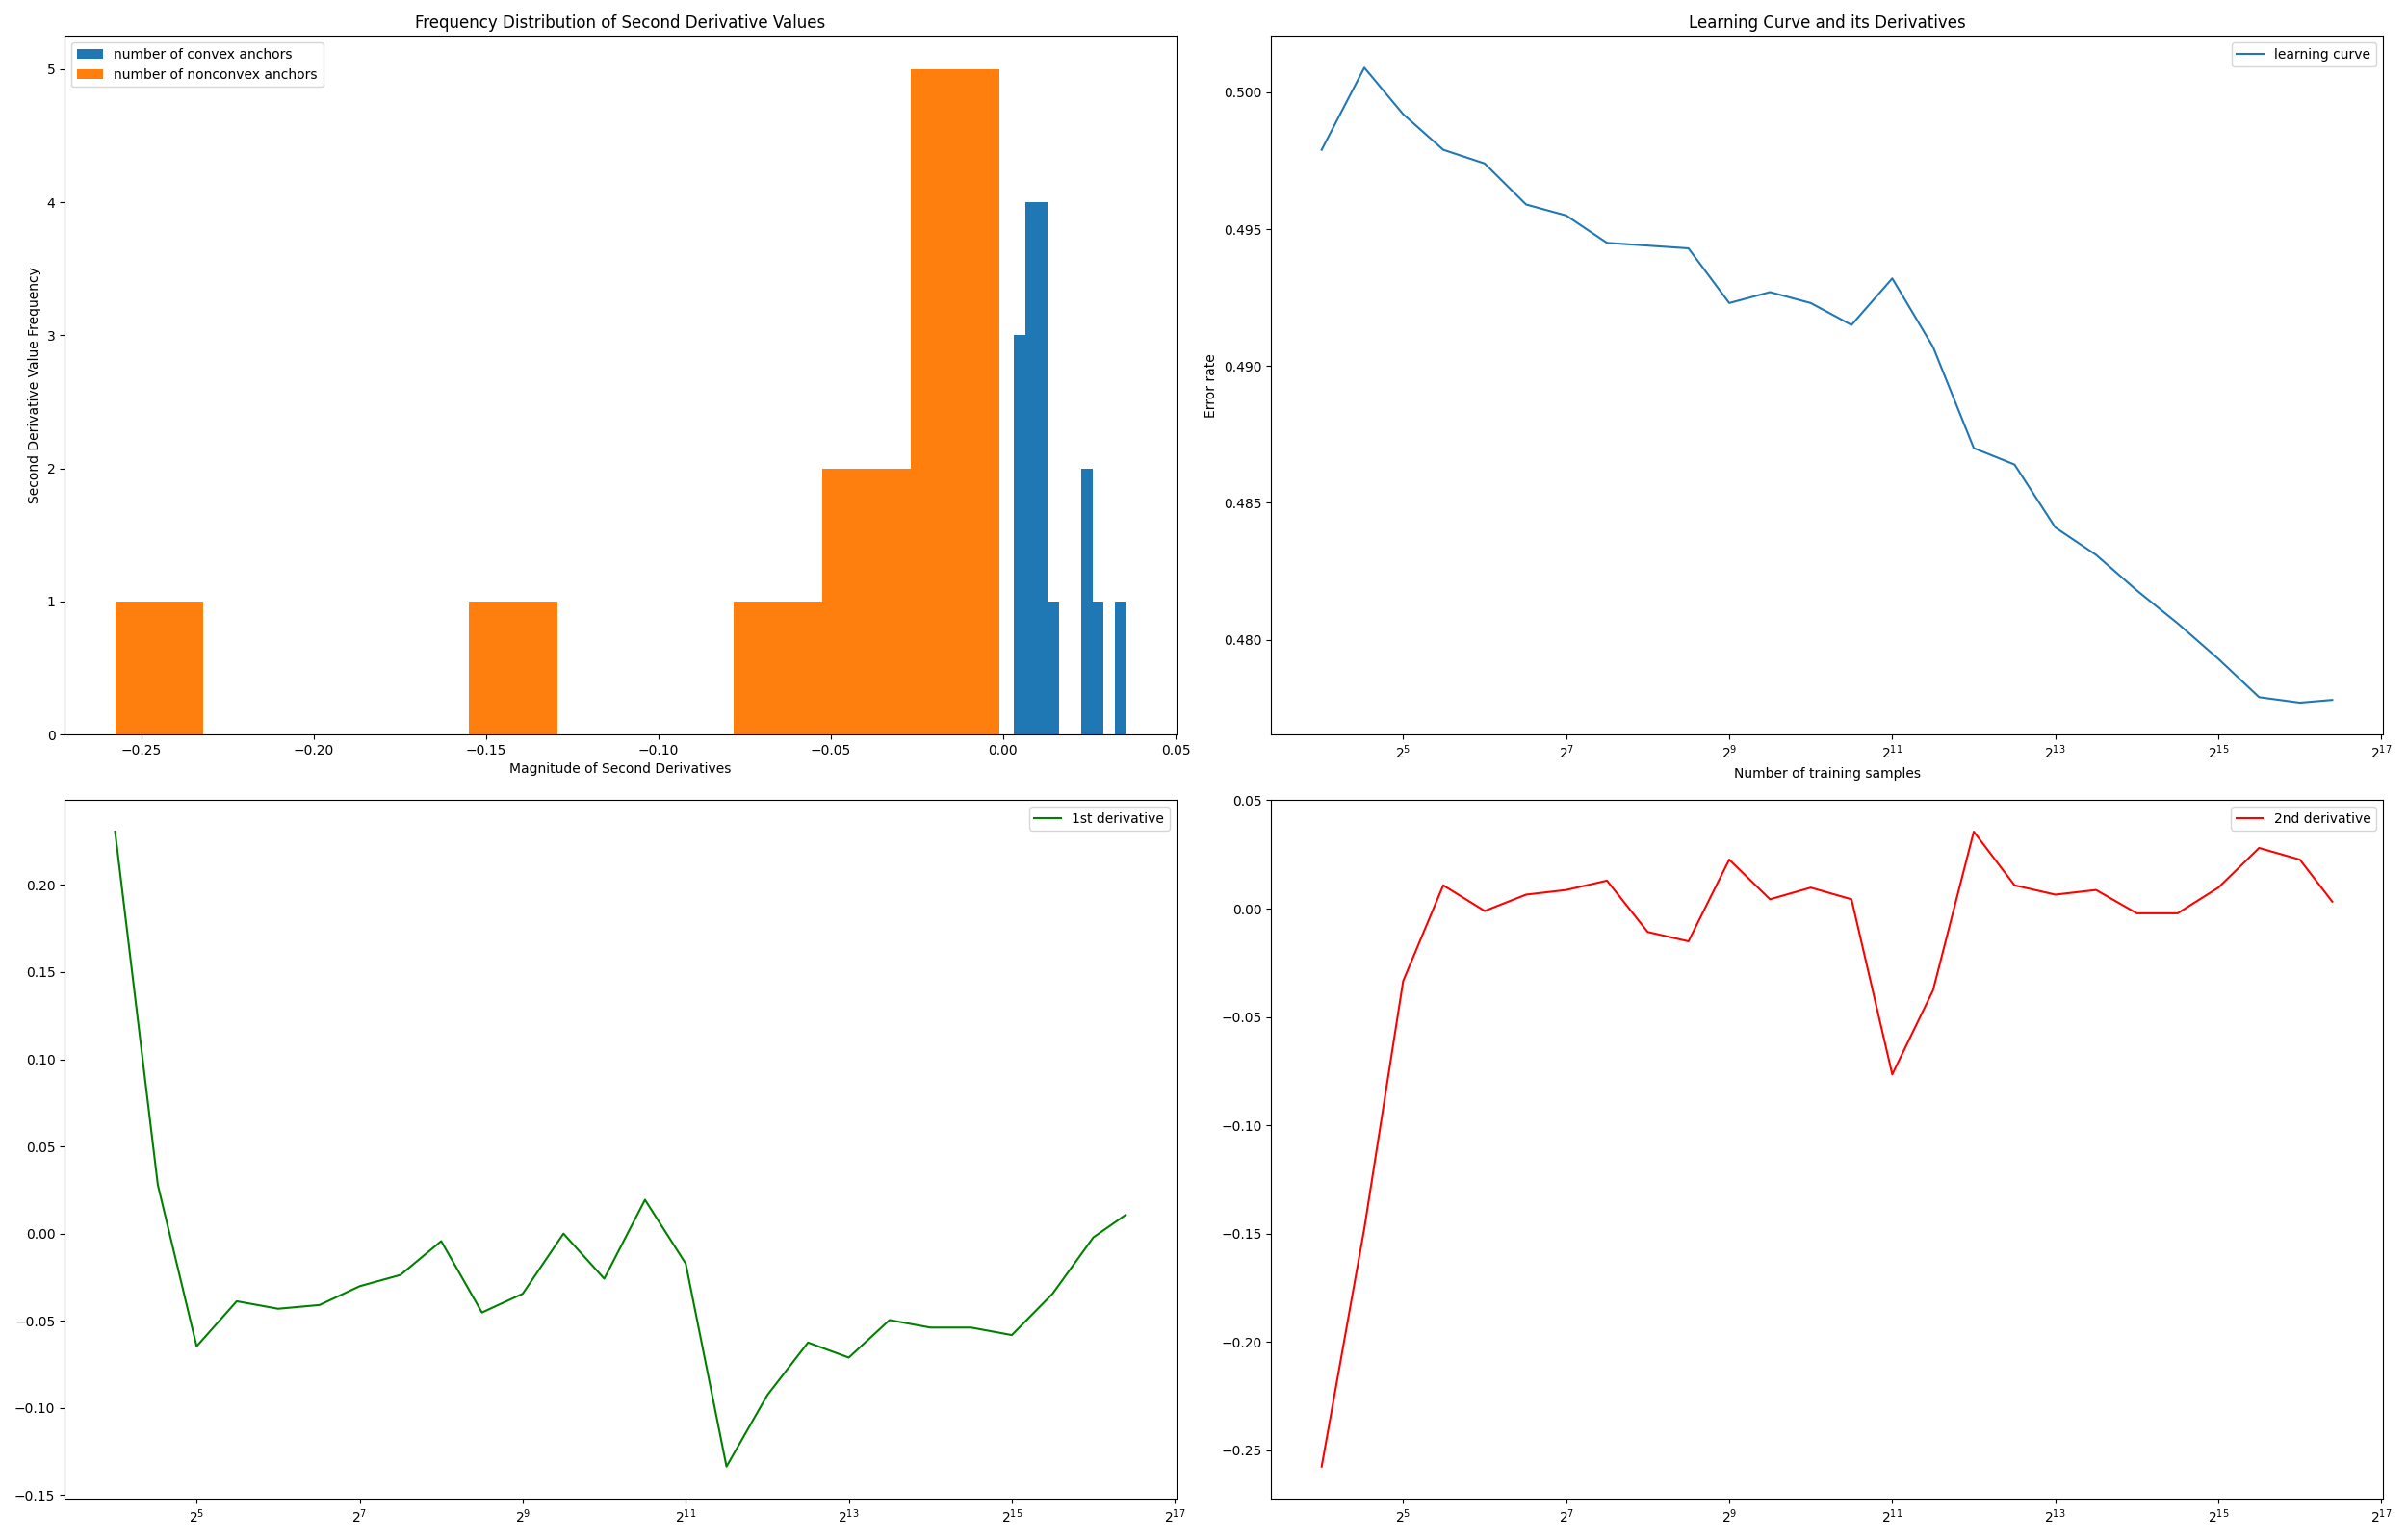 Frequency Distribution of Second Derivative Values
number of convex anchors
number of nonconvex anchors
Second Derivative Value Frequency
5
4
3
2
1
0
−0.25 −0.20 −0.15 −0.10 −0.05 0.00 0.05
Magnitude of Second Derivatives
Learning Curve and its Derivatives
learning curve
Error rate
0.500
0.495
0.490
0.485
0.480
2^5 2^7 2^9 2^11 2^13 2^15 2^17
Number of training samples
1st derivative
0.20
0.15
0.10
0.05
0.00
−0.05
−0.10
−0.15
2^5 2^7 2^9 2^11 2^13 2^15 2^17
2nd derivative
0.05
0.00
−0.05
−0.10
−0.15
−0.20
−0.25
2^5 2^7 2^9 2^11 2^13 2^15 2^17